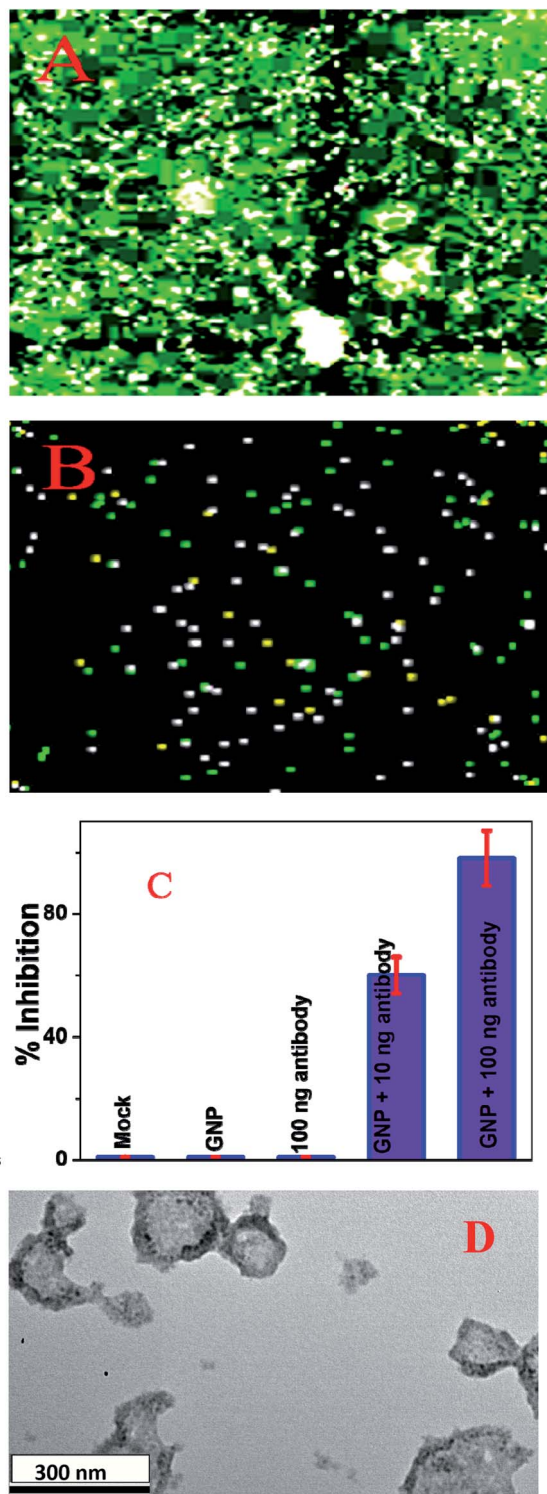 A
B
C
% Inhibition
80
40
0
Mock
GNP
100 ng antibody
GNP + 10 ng antibody
GNP + 100 ng antibody
s
D
300 nm